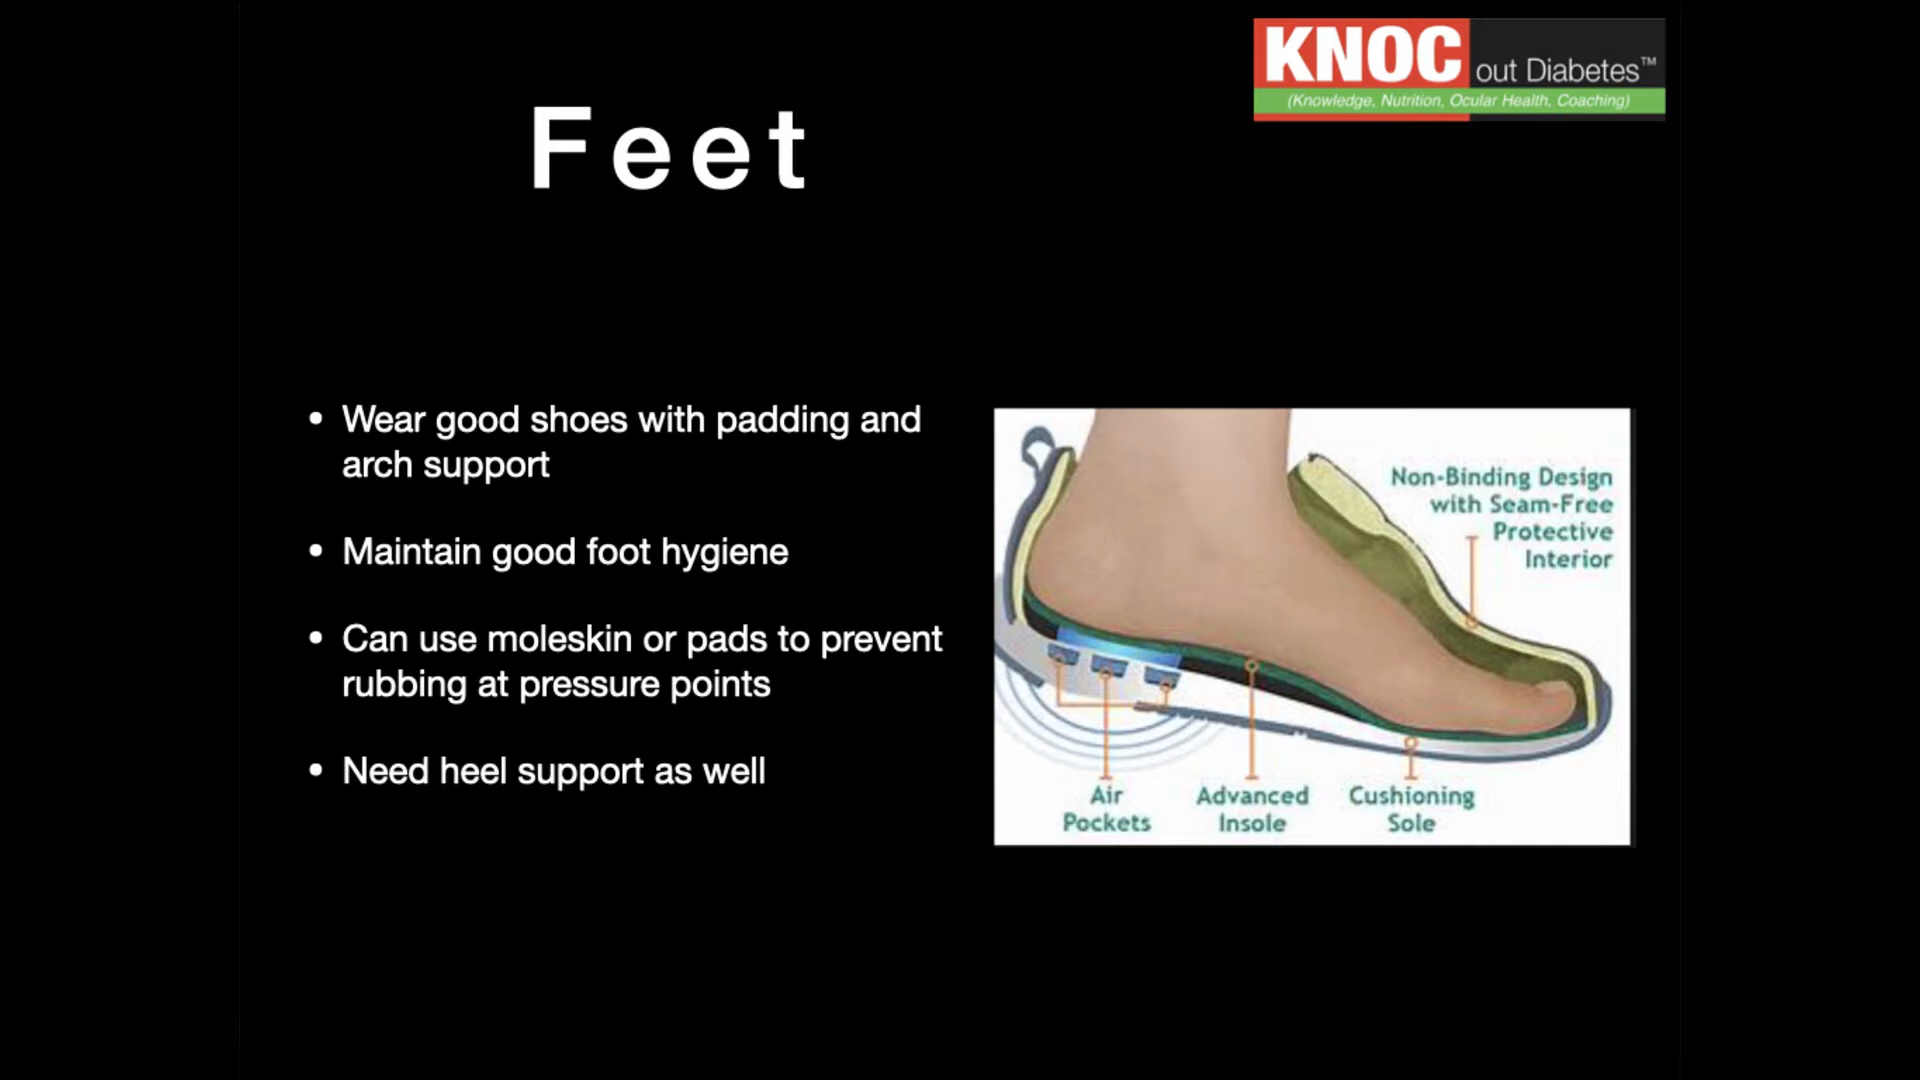 KNOC out Diabetes™
(Knowledge, Nutrition, Ocular Health, Coaching)
Feet
• Wear good shoes with padding and
arch support
• Maintain good foot hygiene
• Can use moleskin or pads to prevent
rubbing at pressure points
• Need heel support as well
Non-Binding Design
with Seam-Free
Protective
Interior
Air
Pockets
Advanced
Insole
Cushioning
Sole